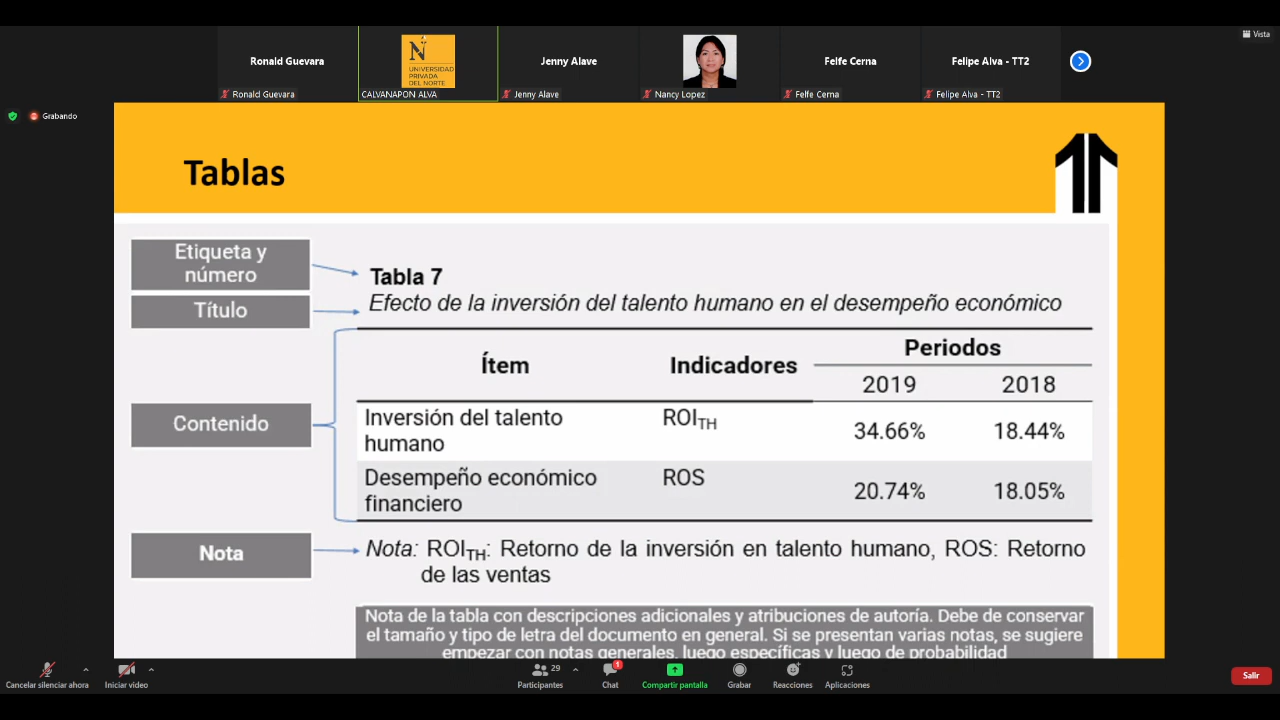 Vista
Ronald Guevara
N
UNIVERSIDAD
PRIVADA
DEL NORTE
Jenny Alave
Felfe Cerna
Felipe Alva - TT2
Ronald Guevara
CALVANAPON ALVA
Jenny Alave
Nancy Lopez
Felfe Cerna
Felipe Alva - TT2
Grabando
Tablas
Etiqueta y
número
Título
Contenido
Nota
Tabla 7
Efecto de la inversión del talento humano en el desempeño económico
Ítem Indicadores Periodos
2019 2018
Inversión del talento
humano ROITH 34.66% 18.44%
Desempeño económico
financiero ROS 20.74% 18.05%
Nota: ROITH: Retorno de la inversión en talento humano, ROS: Retorno
de las ventas
Nota de la tabla con descripciones adicionales y atribuciones de autoría. Debe de conservar
el tamaño y tipo de letra del documento en general. Si se presentan varias notas, se sugiere
empezar con notas generales, luego específicas y luego de probabilidad
Cancelar silenciar ahora
Iniciar video
29
Participantes
1
Chat
Compartir pantalla
Grabar
Reacciones
Aplicaciones
Salir